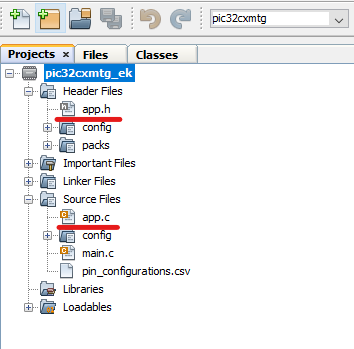 pic32cxmtg
Projects × Files Classes
pic32cxmtg_ek
Header Files
app.h
config
packs
Important Files
Linker Files
Source Files
app.c
config
main.c
pin_configurations.csv
Libraries
Loadables